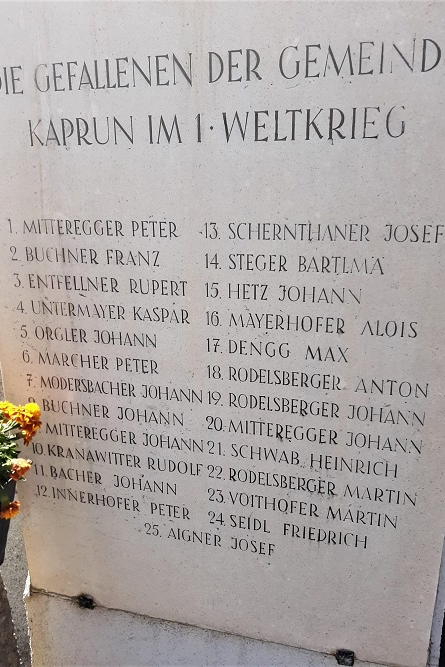 DIE GEFALLENEN DER GEMEIND
KAPRUN IM 1. WELTKRIEG
1. MITTEREGGER PETER
2 BUCHNER FRANZ
3. ENTFELLNER RUPERT
4. UNTERMAYER KASPAR
5. ORGLER JOHANN
6. MARCHER PETER
7. MODERSBACHER JOHANN
8. BUCHNER JOHANN
MITTEREGGER JOHANN
10. KRANAWITTER RUDOLF
11. BACHER JOHANN
12. INNERHOFER PETER
13. SCHERNTHANER JOSEF
14. STEGER BARTLMÄ
15. HETZ JOHANN
16. MAYERHOFER ALOIS
17. DENGG MAX
18. RODELSBERGER ANTON
19. RODELSBERGER JOHANN
20. MITTEREGGER JOHANN
21. SCHWAB HEINRICH
22. RODELSBERGER MARTIN
23. VOITHOFER MARTIN
24. SEIDL FRIEDRICH
25. AIGNER JOSEF